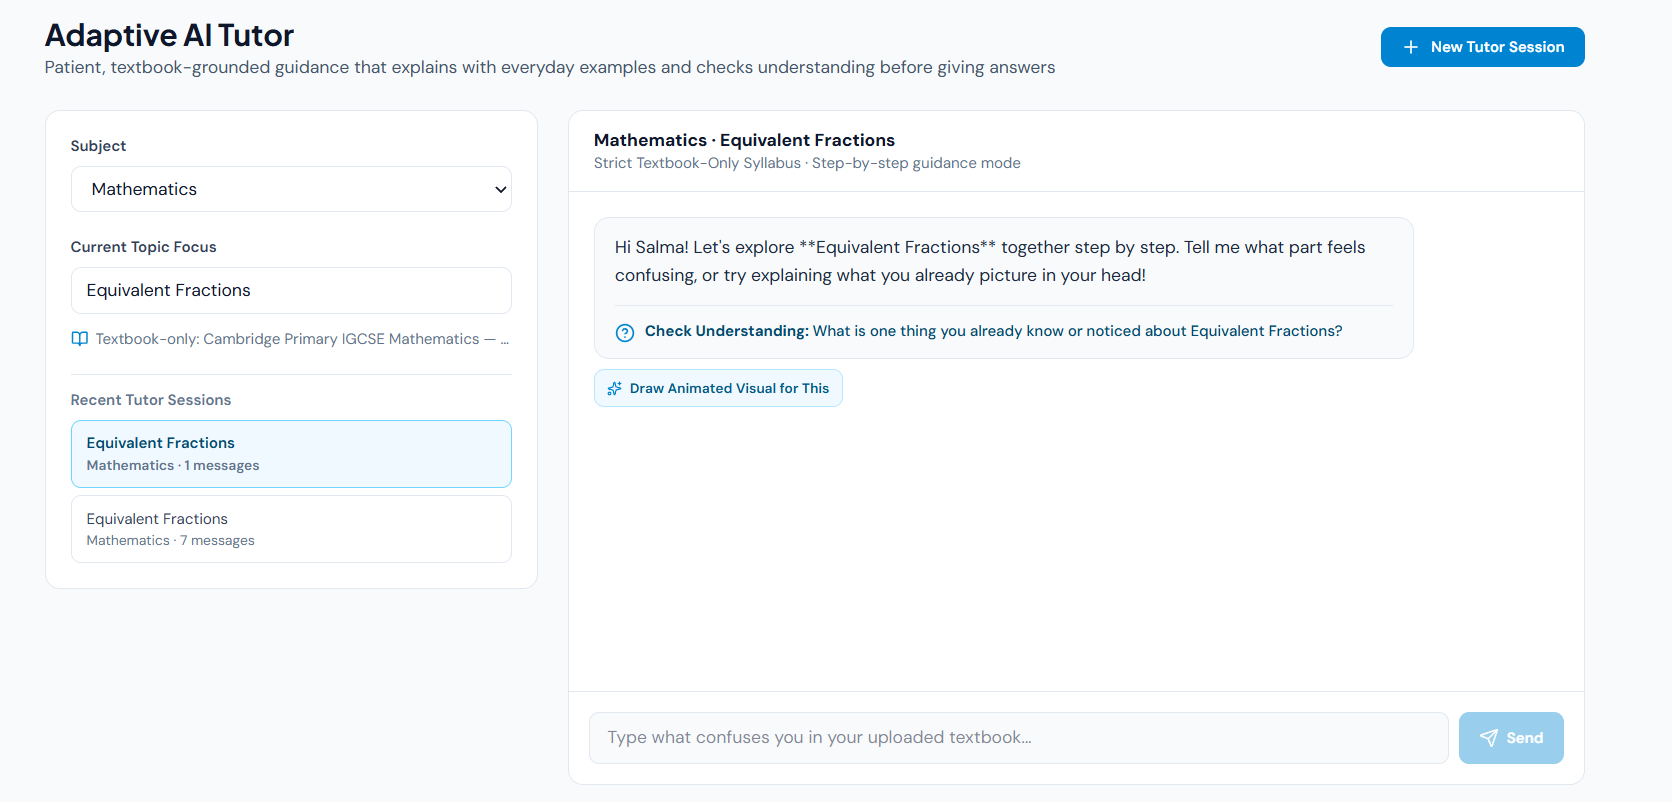 Adaptive AI Tutor
Patient, textbook-grounded guidance that explains with everyday examples and checks understanding before giving answers
New Tutor Session
Subject
Mathematics
Current Topic Focus
Equivalent Fractions
Textbook-only: Cambridge Primary IGCSE Mathematics — ...
Recent Tutor Sessions
Equivalent Fractions
Mathematics · 1 messages
Equivalent Fractions
Mathematics · 7 messages
Mathematics · Equivalent Fractions
Strict Textbook-Only Syllabus · Step-by-step guidance mode
Hi Salma! Let's explore **Equivalent Fractions** together step by step. Tell me what part feels
confusing, or try explaining what you already picture in your head!
Check Understanding: What is one thing you already know or noticed about Equivalent Fractions?
Draw Animated Visual for This
Type what confuses you in your uploaded textbook...
Send